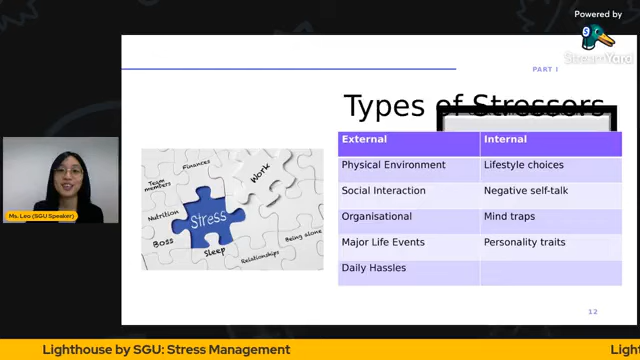 Powered by
StreamYard
PART I
Types of Stressors
External Internal
Physical Environment Lifestyle choices
Social Interaction Negative self-talk
Organisational Mind traps
Major Life Events Personality traits
Daily Hassles
Finances
Work
Team
members
Nutrition
Stress
Boss
Sleep
Relationships
Being alone
Ms. Leo (SGU Speaker)
12
Lighthouse by SGU: Stress Management
Light